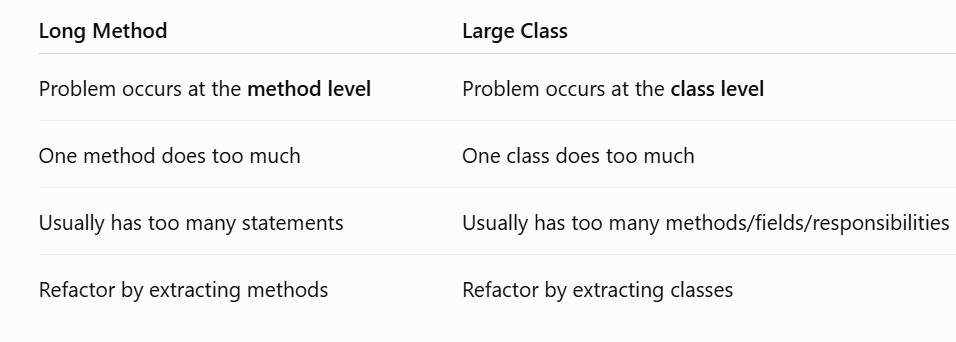 Long Method Large Class
Problem occurs at the method level Problem occurs at the class level
One method does too much One class does too much
Usually has too many statements Usually has too many methods/fields/responsibilities
Refactor by extracting methods Refactor by extracting classes